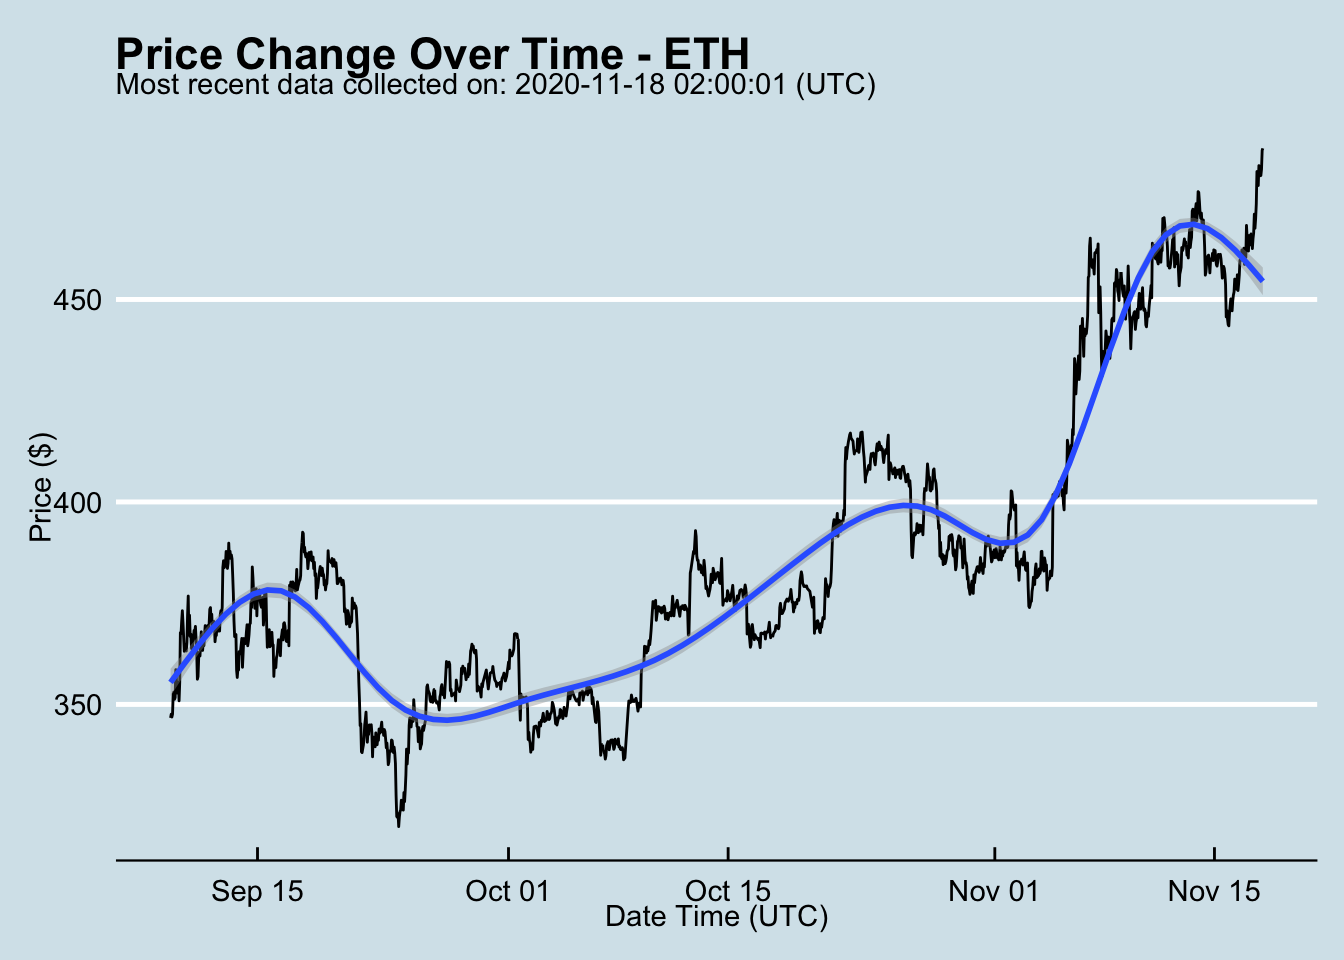 Price Change Over Time - ETH
Most recent data collected on: 2020-11-18 02:00:01 (UTC)
Price ($)
450
400
350
Sep 15
Oct 01
Oct 15
Nov 01
Nov 15
Date Time (UTC)